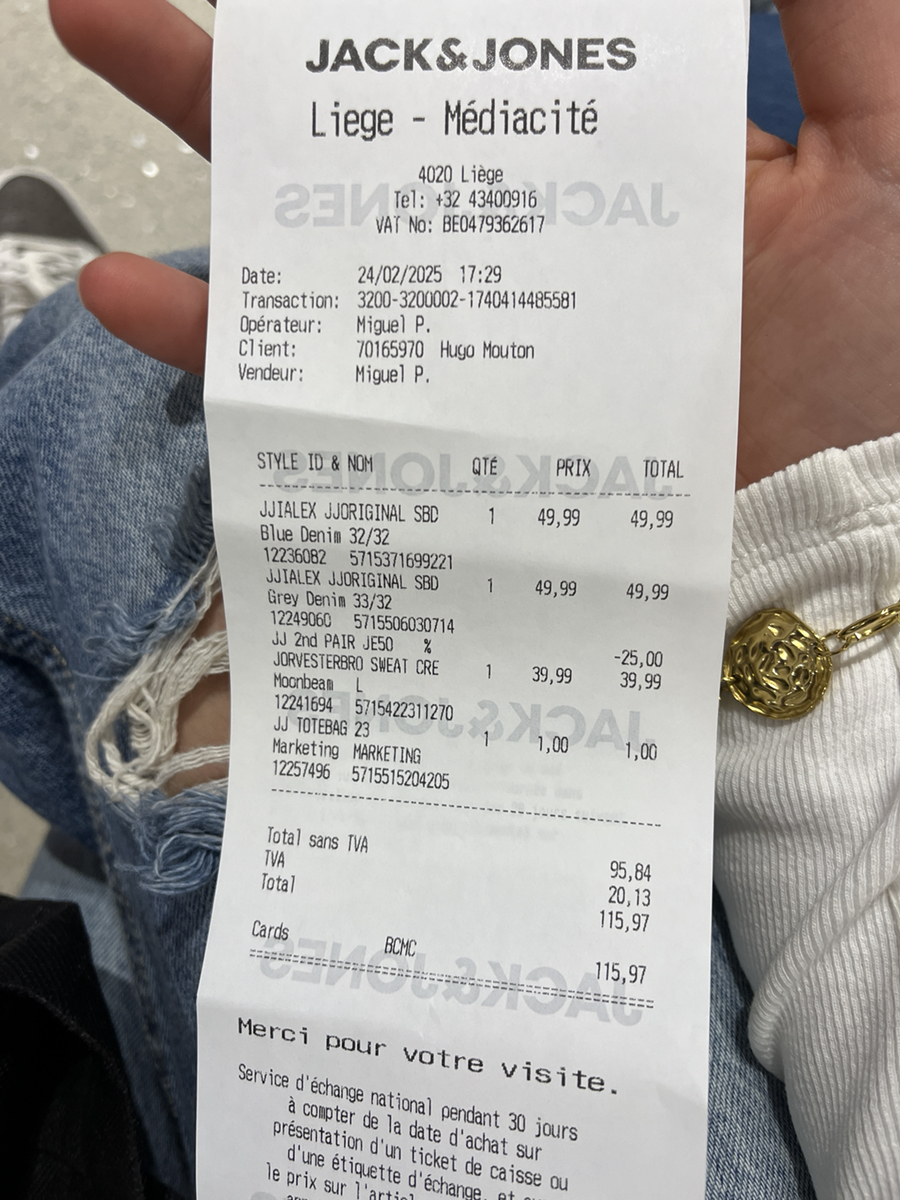 JACK&JONES
Liege - Médiacité
4020 Liège
Tel: +32 43400916
VAT No: BE0479362617
Date: 24/02/2025 17:29
Transaction: 3200-3200002-1740414485581
Opérateur: Miguel P.
Client: 70165970 Hugo Mouton
Vendeur: Miguel P.
STYLE ID & NOM QTÉ PRIX TOTAL
JJIALEX JJORIGINAL SBD 1 49,99 49,99
Blue Denim 32/32
12236082 5715371699221
JJIALEX JJORIGINAL SBD 1 49,99 49,99
Grey Denim 33/32
12249060 5715506030714
JJ 2nd PAIR JE50 % -25,00
JORVESTERBRO SWEAT CRE 1 39,99 39,99
Moonbeam L
12241694 5715422311270
JJ TOTEBAG 23 1 1,00 1,00
Marketing MARKETING
12257496 5715515204205
Total sans TVA 95,84
TVA 20,13
Total 115,97
Cards BCMC 115,97
Merci pour votre visite.
Service d'échange national pendant 30 jours
à compter de la date d'achat sur
présentation d'un ticket de caisse ou
d'une étiquette d'échange, et
le prix sur l'articl